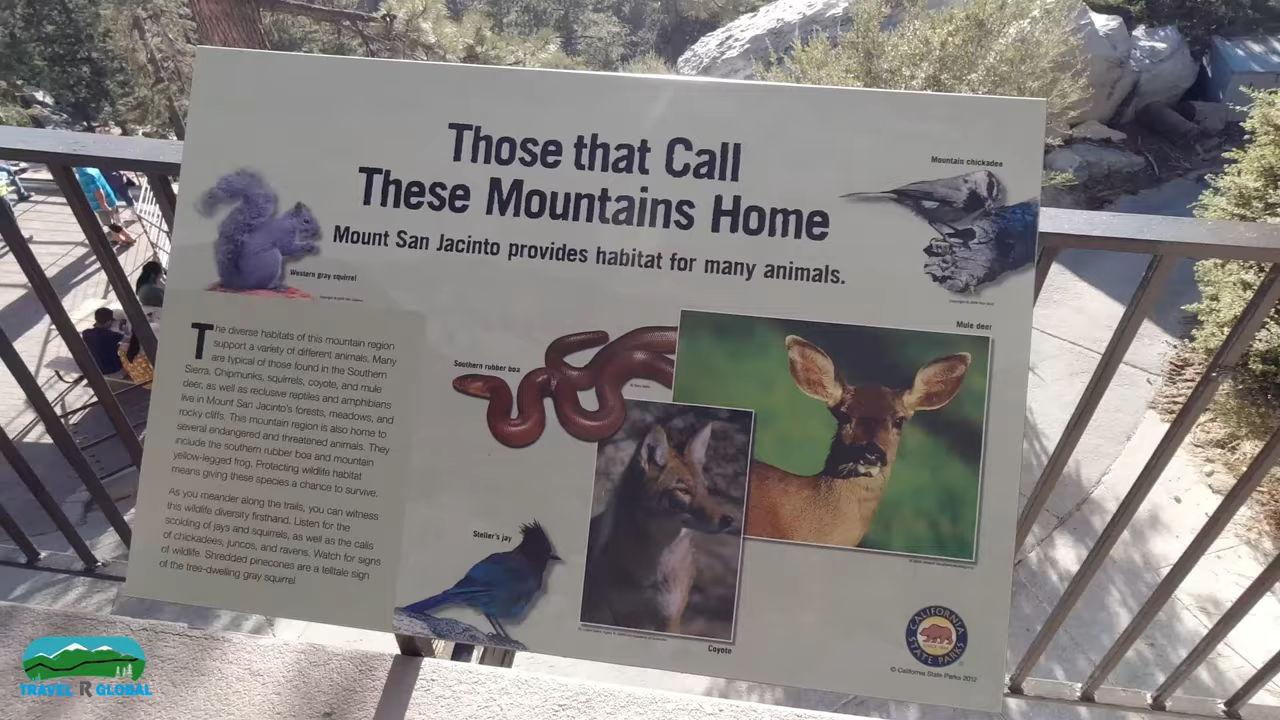 Those that Call
These Mountains Home
Mount San Jacinto provides habitat for many animals.
Western gray squirrel
Mountain chickadee
Mule deer
Southern rubber boa
The diverse habitats of this mountain region
support a variety of different animals. Many
are typical of those found in the Southern
Sierra. Chipmunks, squirrels, coyote, and mule
deer, as well as reclusive reptiles and amphibians
live in Mount San Jacinto's forests, meadows, and
rocky cliffs. This mountain region is also home to
several endangered and threatened animals. They
include the southern rubber boa and mountain
yellow-legged frog. Protecting wildlife habitat
means giving these species a chance to survive.
As you meander along the trails, you can witness
this wildlife diversity firsthand. Listen for the
scolding of jays and squirrels, as well as the calls
of chickadees, juncos, and ravens. Watch for signs
of wildlife. Shredded pinecones are a telltale sign
of the tree-dwelling gray squirrel.
Steller's jay
Coyote
CALIFORNIA
STATE PARKS
© California State Parks 2012
TRAVEL R GLOBAL